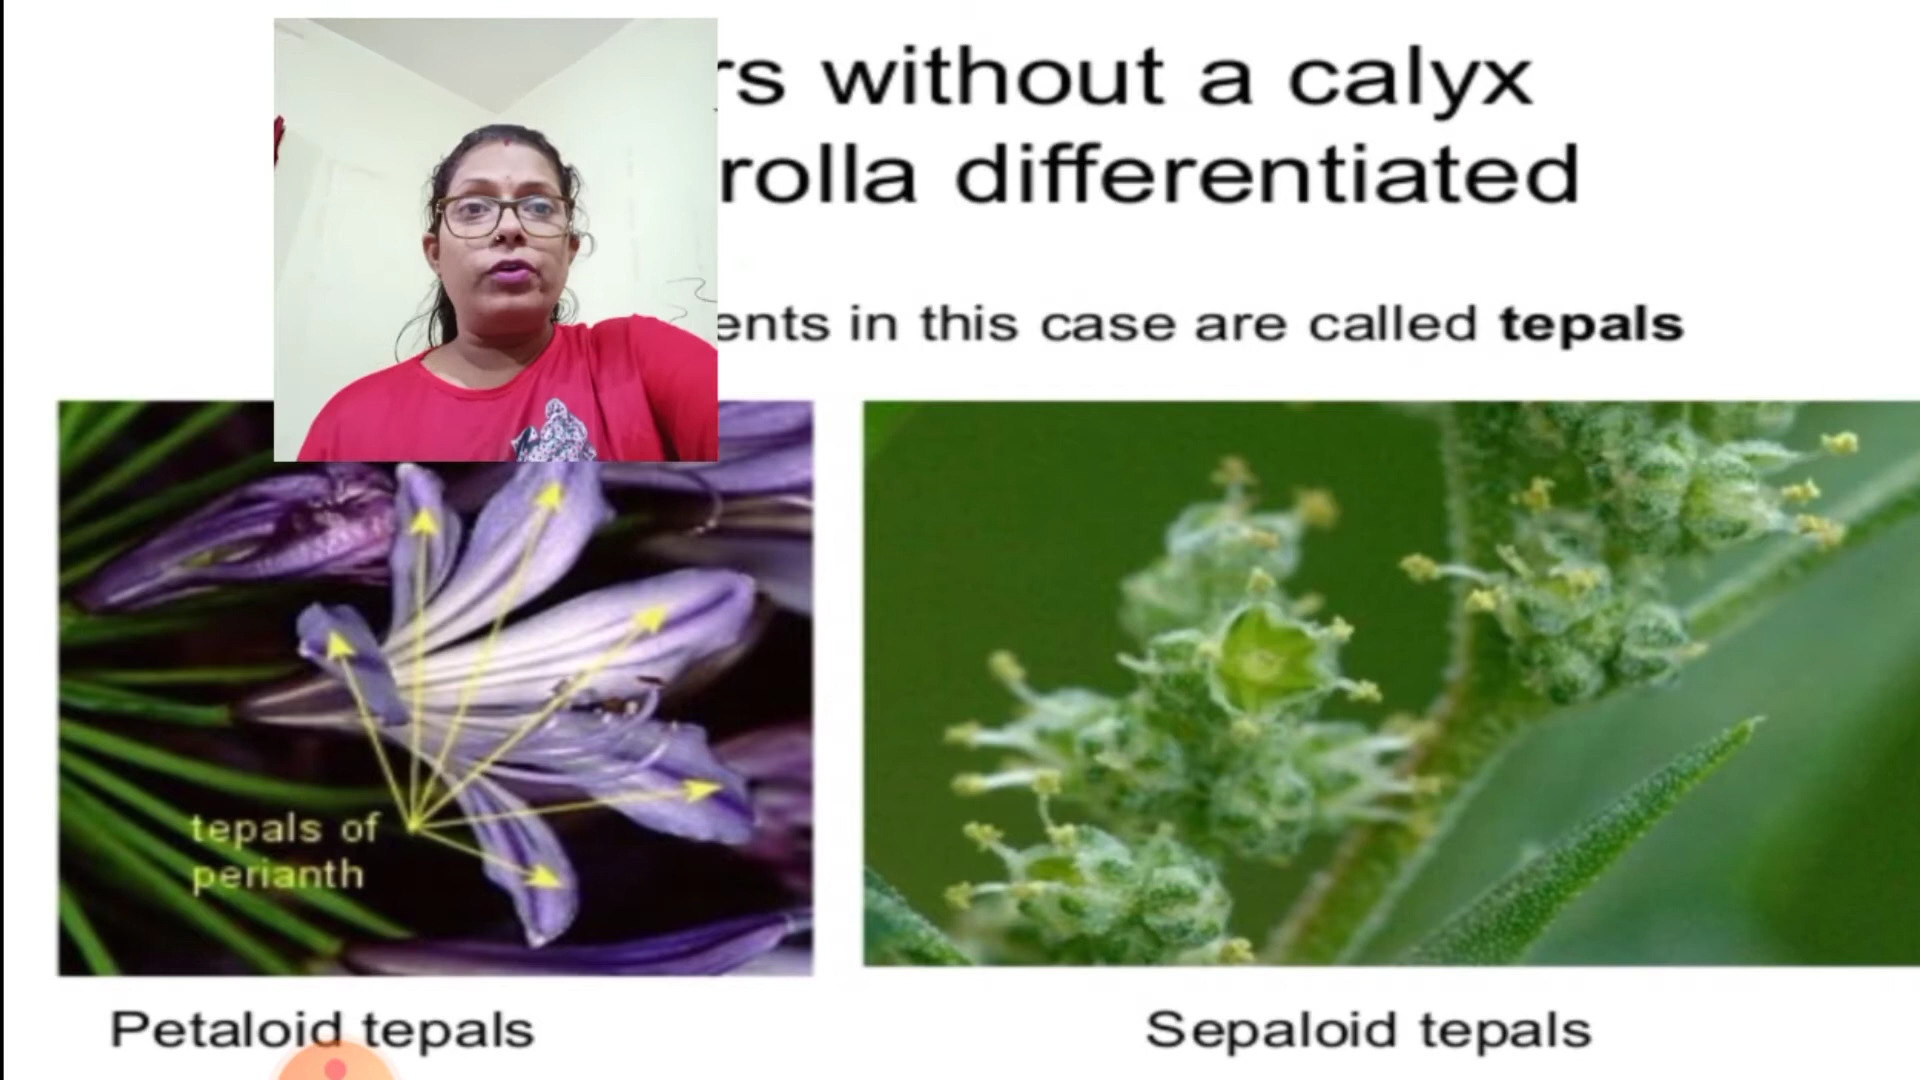 rs without a calyx
rolla differentiated
ents in this case are called tepals
tepals of
perianth
Petaloid tepals
Sepaloid tepals